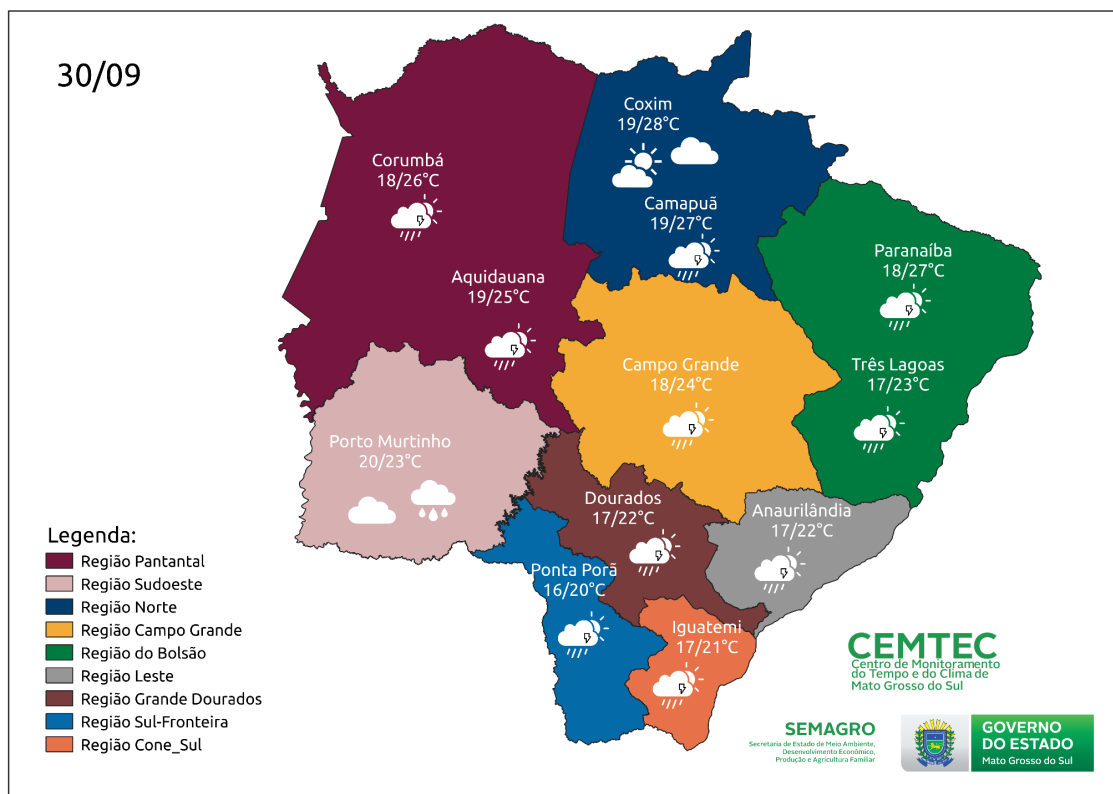 30/09
Coxim
19/28°C
Corumbá
18/26°C
Camapuã
19/27°C
Paranaíba
18/27°C
Aquidauana
19/25°C
Campo Grande
18/24°C
Três Lagoas
17/23°C
Porto Murtinho
20/23°C
Dourados
17/22°C
Anaurilândia
17/22°C
Ponta Porã
16/20°C
Iguatemi
17/21°C
Legenda:
Região Pantantal
Região Sudoeste
Região Norte
Região Campo Grande
Região do Bolsão
Região Leste
Região Grande Dourados
Região Sul-Fronteira
Região Cone_Sul
CEMTEC
Centro de Monitoramento
do Tempo e do Clima de
Mato Grosso do Sul
SEMAGRO
Secretaria de Estado de Meio Ambiente,
Desenvolvimento Econômico,
Produção e Agricultura Familiar
GOVERNO
DO ESTADO
Mato Grosso do Sul